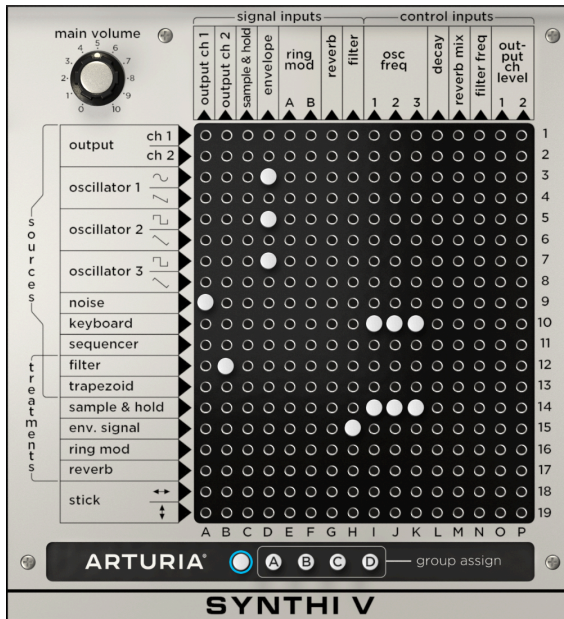 main volume
0 1 2 3 4 5 6 7 8 9 10
signal inputs
control inputs
output ch 1
output ch 2
sample & hold
envelope
ring mod
A B
reverb
filter
osc freq
1 2 3
decay
reverb mix
filter freq
out-
put ch
level
1 2
sources
treatments
output ch 1
ch 2
oscillator 1
oscillator 2
oscillator 3
noise
keyboard
sequencer
filter
trapezoid
sample & hold
env. signal
ring mod
reverb
stick
1
2
3
4
5
6
7
8
9
10
11
12
13
14
15
16
17
18
19
A B C D E F G H I J K L M N O P
ARTURIA®
A B C D
group assign
SYNTHI V